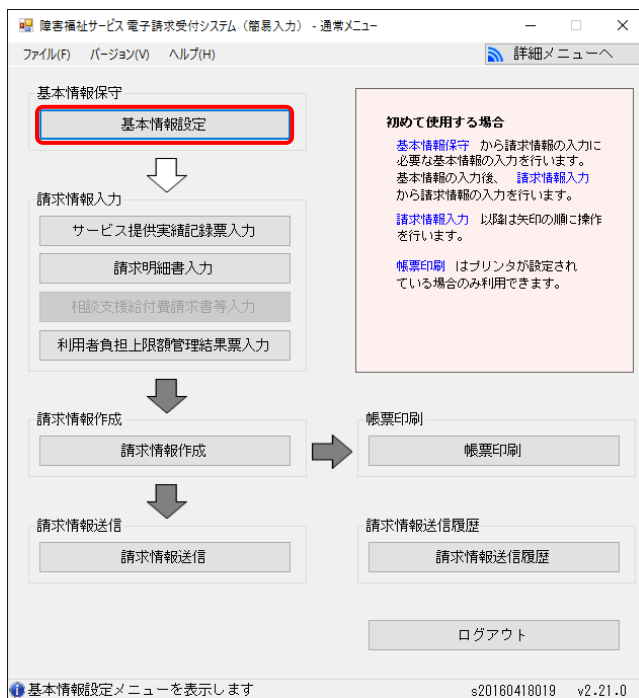 障害福祉サービス 電子請求受付システム（簡易入力） - 通常メニュー
ファイル(F) バージョン(V) ヘルプ(H) 詳細メニューへ
基本情報保守
基本情報設定
請求情報入力
サービス提供実績記録票入力
請求明細書入力
相談支援給付費請求書等入力
利用者負担上限額管理結果票入力
初めて使用する場合
基本情報保守 から請求情報の入力に
必要な基本情報の入力を行います。
基本情報の入力後、 請求情報入力
から請求情報の入力を行います。
請求情報入力 以降は矢印の順に操作
を行います。
帳票印刷 はプリンタが設定され
ている場合のみ利用できます。
請求情報作成
請求情報作成
帳票印刷
帳票印刷
請求情報送信
請求情報送信
請求情報送信履歴
請求情報送信履歴
ログアウト
基本情報設定メニューを表示します s20160418019 v2.21.0